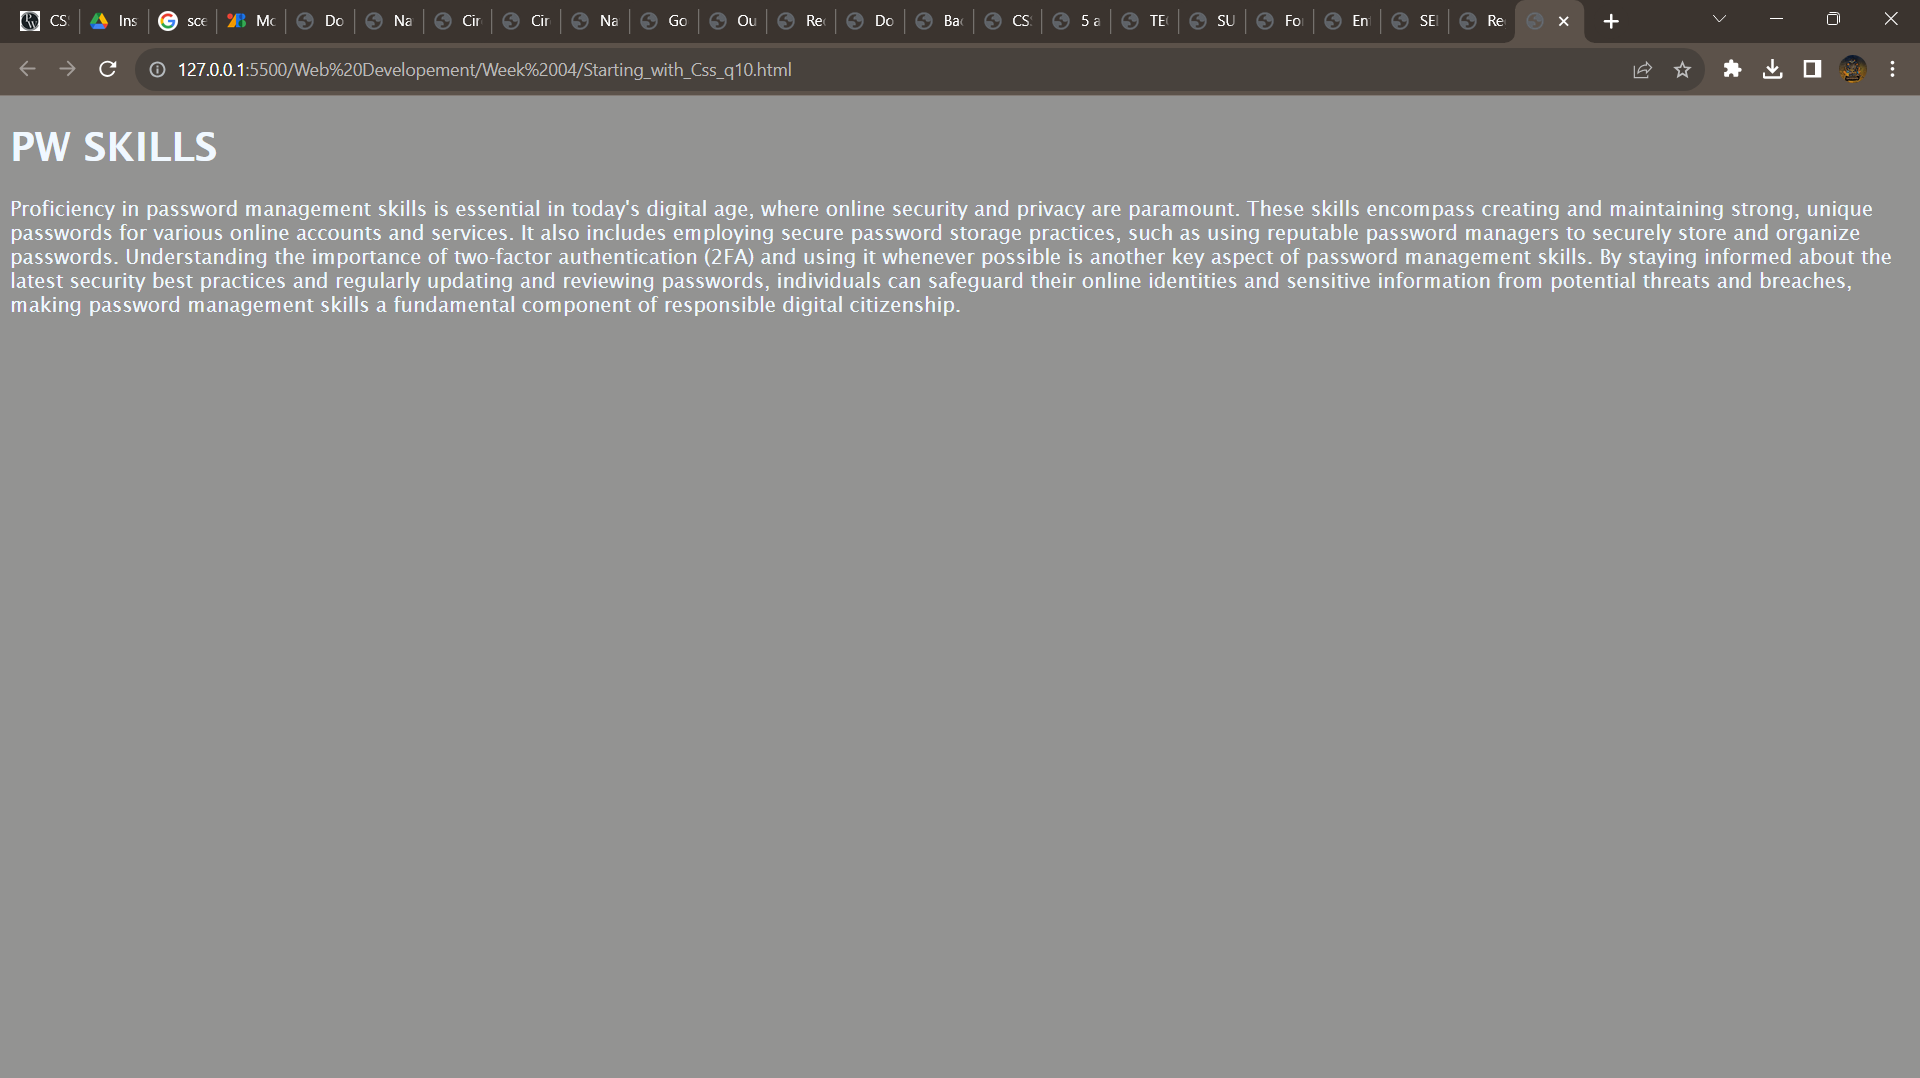 CS Ins sce Mc Do Na Cir Cir Na Go Ou Rec Do Bac CS 5 a TEC SU For Ent SEI Re
127.0.0.1:5500/Web%20Developement/Week%2004/Starting_with_Css_q10.html
PW SKILLS
Proficiency in password management skills is essential in today's digital age, where online security and privacy are paramount. These skills encompass creating and maintaining strong, unique
passwords for various online accounts and services. It also includes employing secure password storage practices, such as using reputable password managers to securely store and organize
passwords. Understanding the importance of two-factor authentication (2FA) and using it whenever possible is another key aspect of password management skills. By staying informed about the
latest security best practices and regularly updating and reviewing passwords, individuals can safeguard their online identities and sensitive information from potential threats and breaches,
making password management skills a fundamental component of responsible digital citizenship.